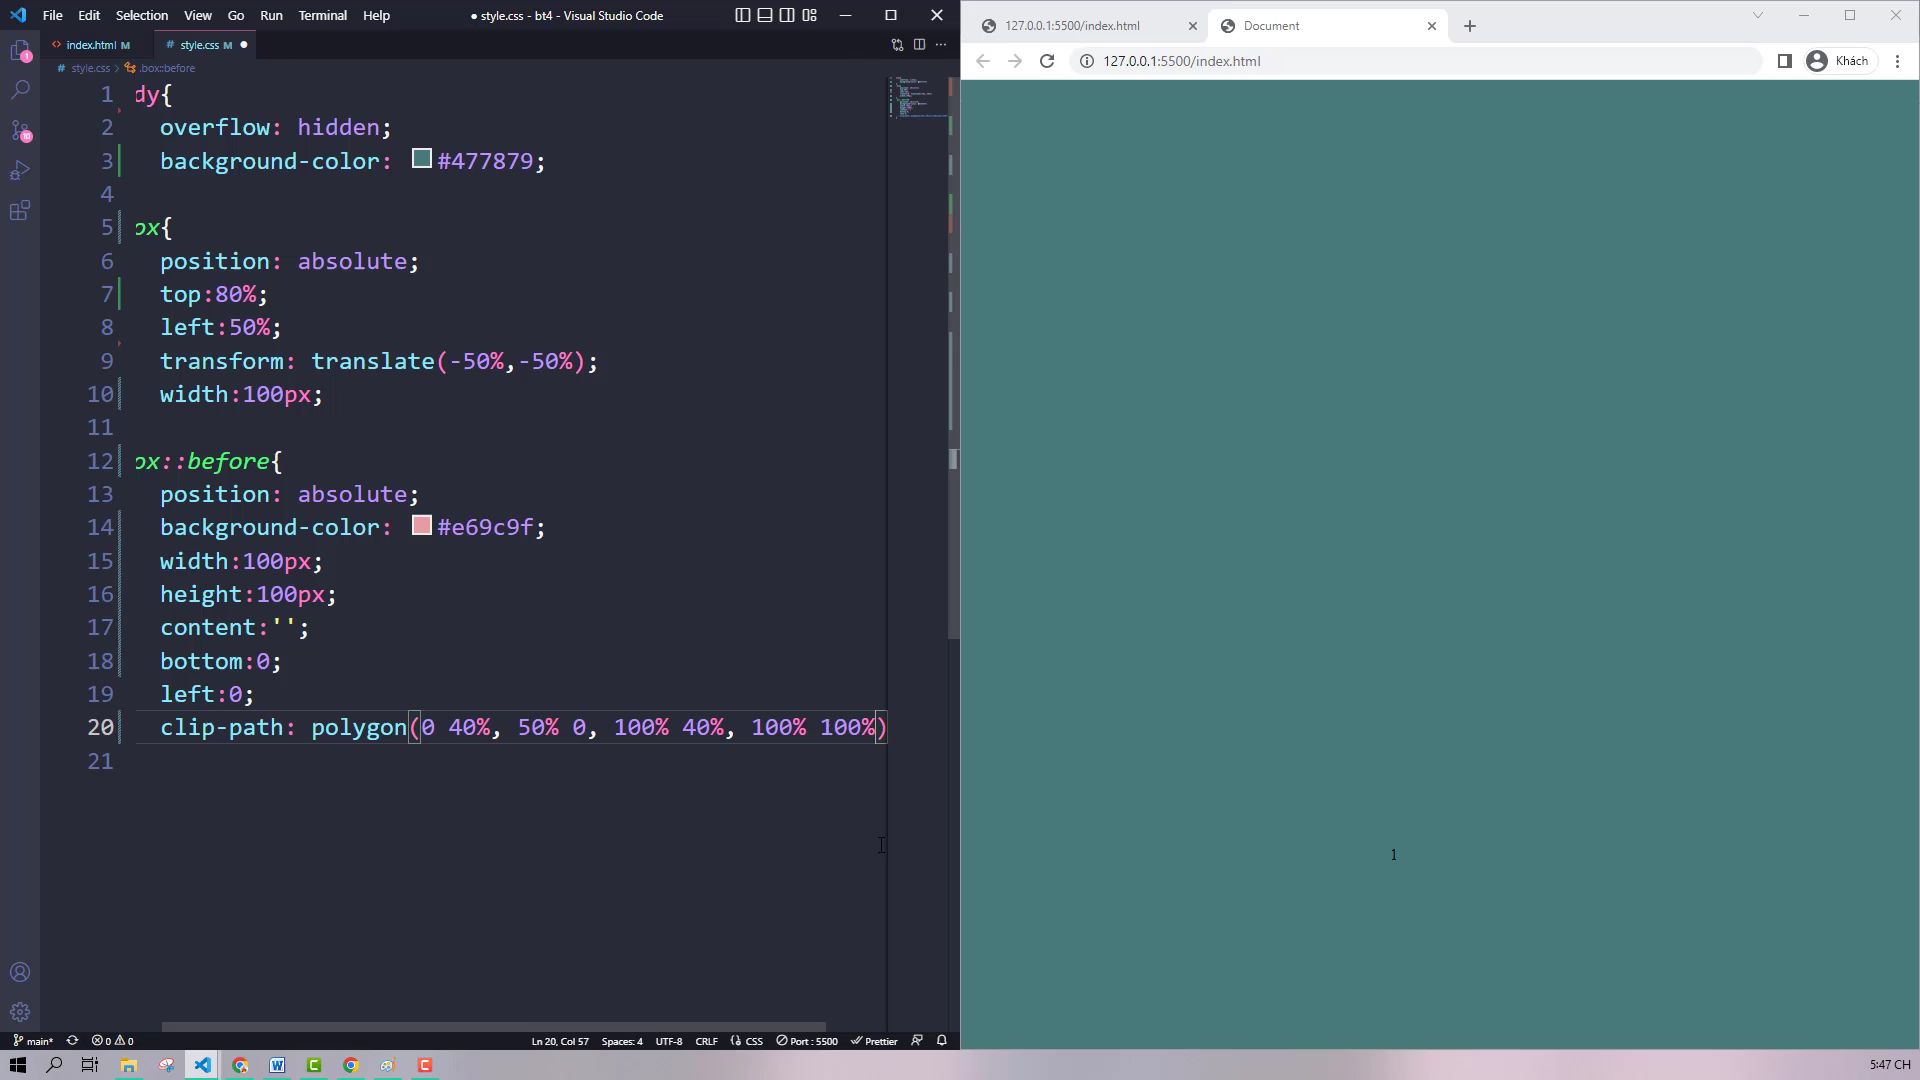 File Edit Selection View Go Run Terminal Help
● style.css - bt4 - Visual Studio Code
127.0.0.1:5500/index.html
Document
index.html M
style.css M
127.0.0.1:5500/index.html
Khách
style.css > .box::before
1 dy{
2 overflow: hidden;
3 background-color: #477879;
4
5 ox{
6 position: absolute;
7 top:80%;
8 left:50%;
9 transform: translate(-50%,-50%);
10 width:100px;
11
12 ox::before{
13 position: absolute;
14 background-color: #e69c9f;
15 width:100px;
16 height:100px;
17 content:'';
18 bottom:0;
19 left:0;
20 clip-path: polygon(0 40%, 50% 0, 100% 40%, 100% 100%)
21
1
1
10
main* 0 0 Ln 20, Col 57 Spaces: 4 UTF-8 CRLF CSS Port : 5500 Prettier
5:47 CH